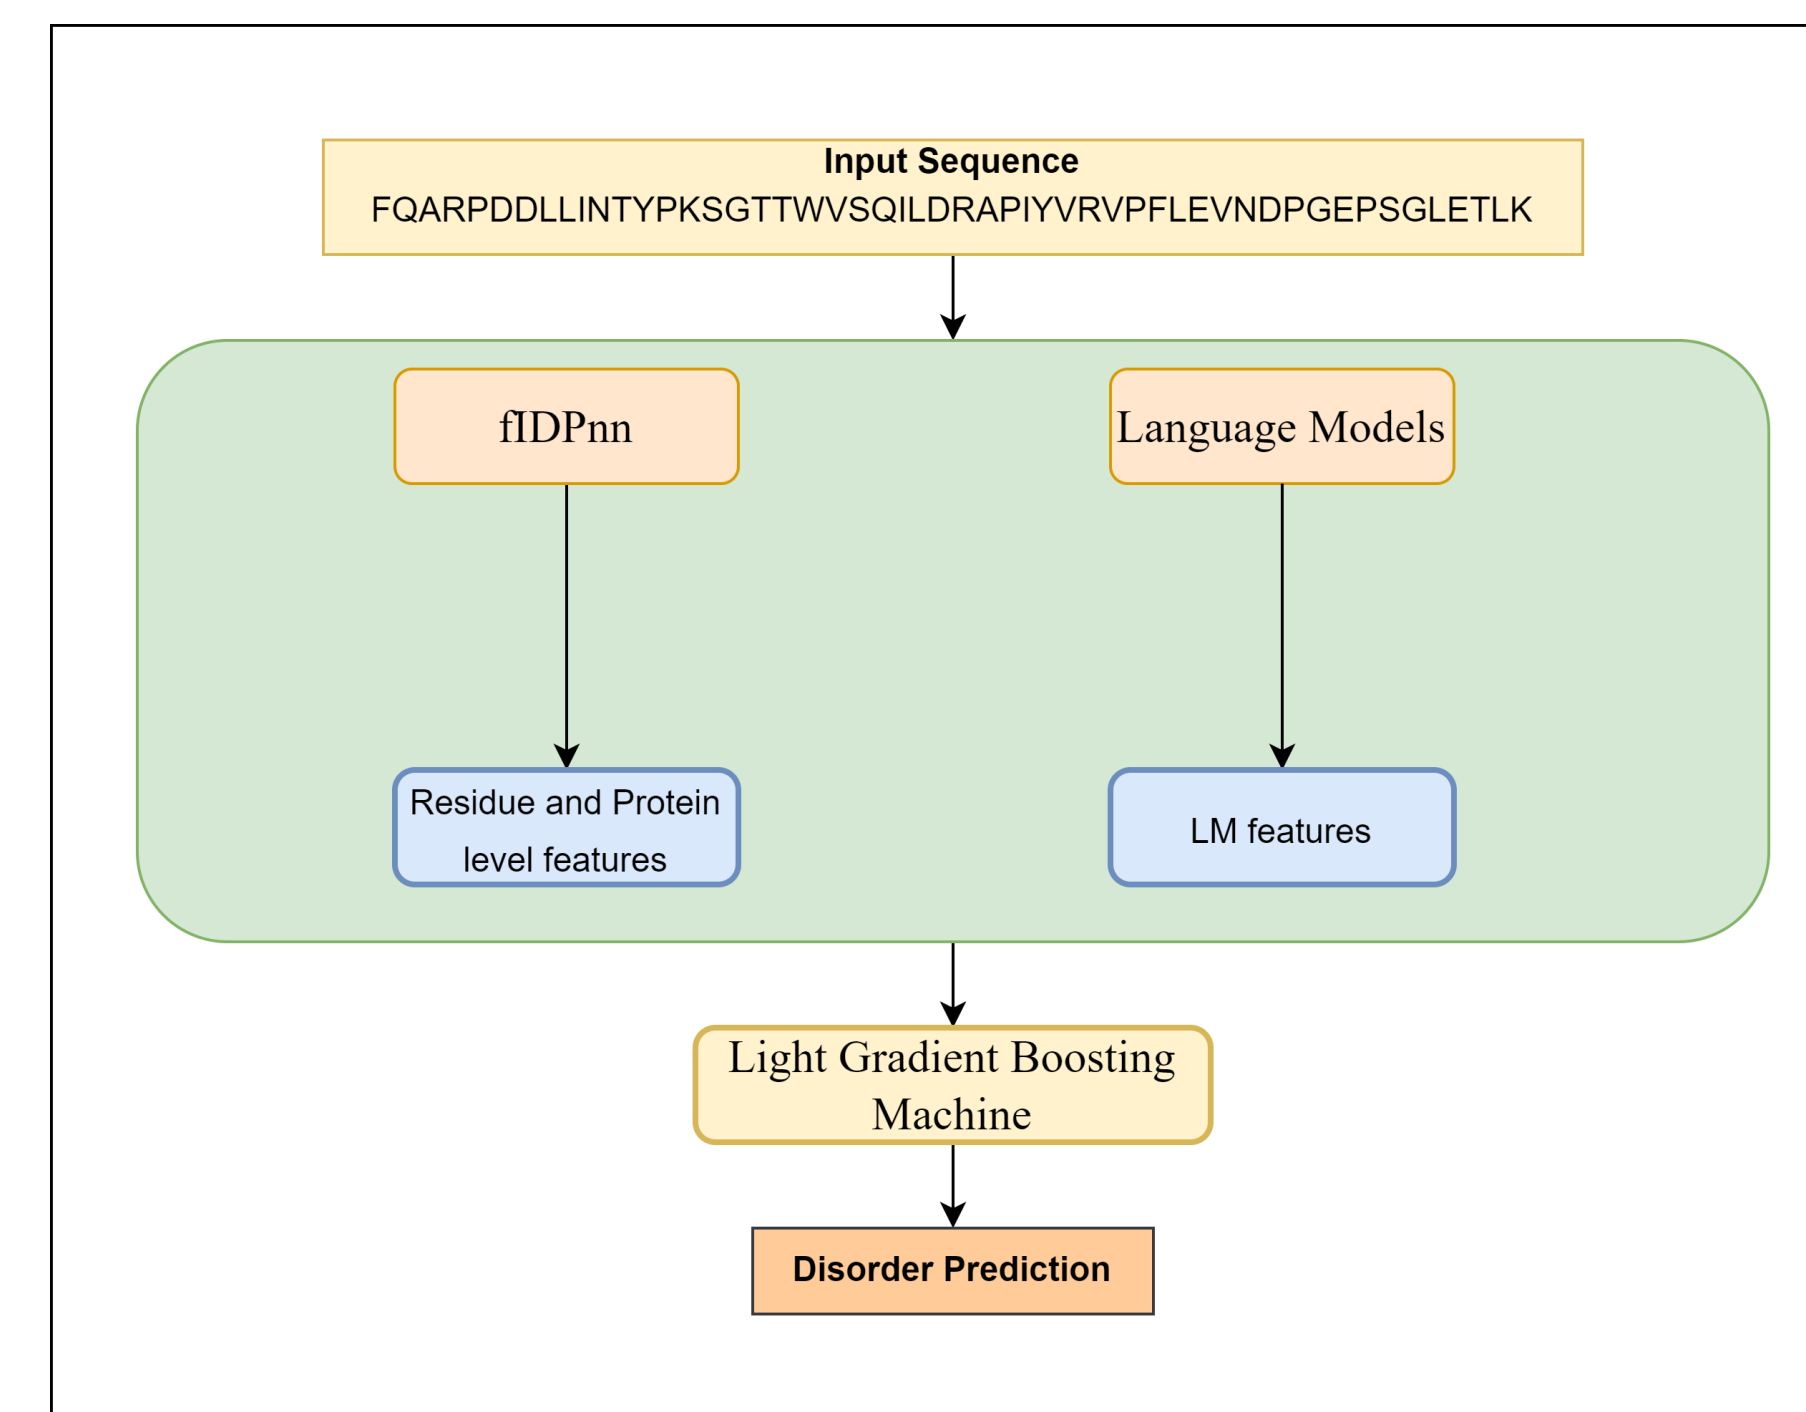 Input Sequence
FQARPDDLLINTYPKSGTTWVSQILDRAPIYVRVPFLEVNDPGEPSGLETLK
fIDPnn
Language Models
Residue and Protein
level features
LM features
Light Gradient Boosting
Machine
Disorder Prediction